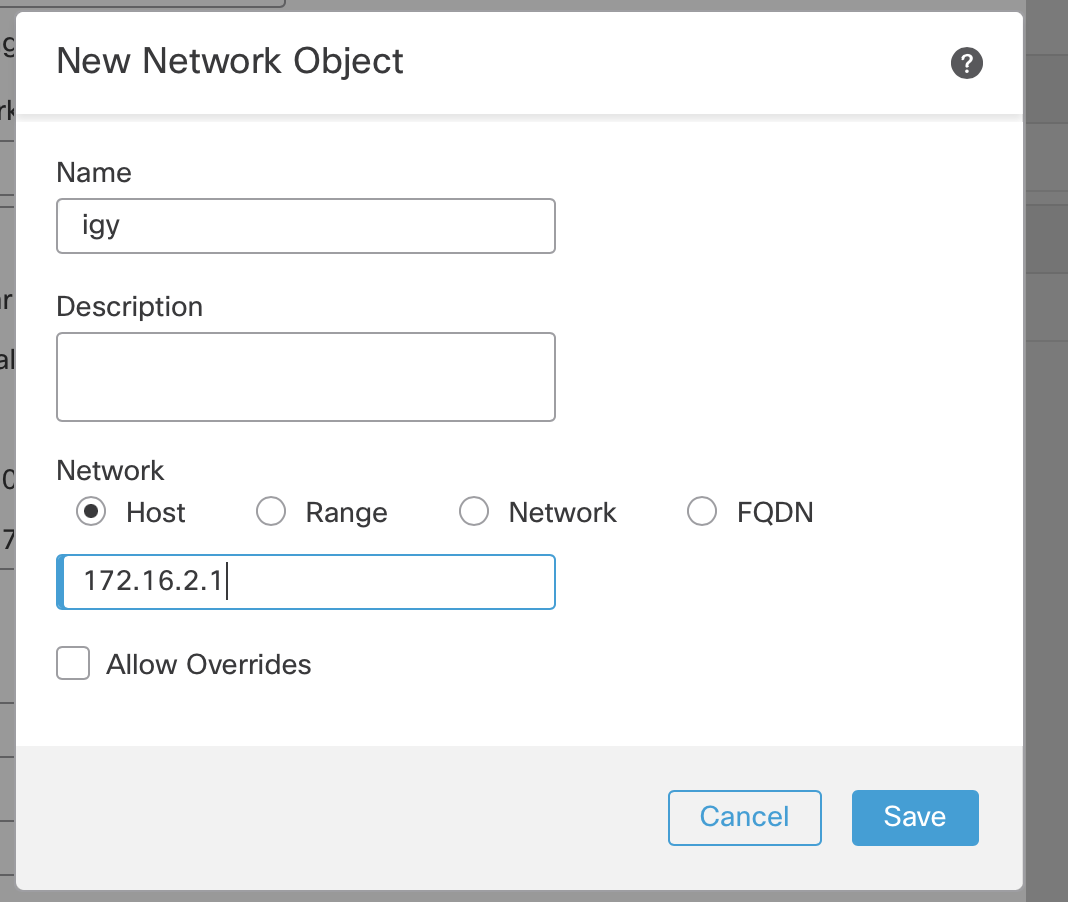 New Network Object
?
Name
igy
Description
Network
Host Range Network FQDN
172.16.2.1
Allow Overrides
Cancel Save